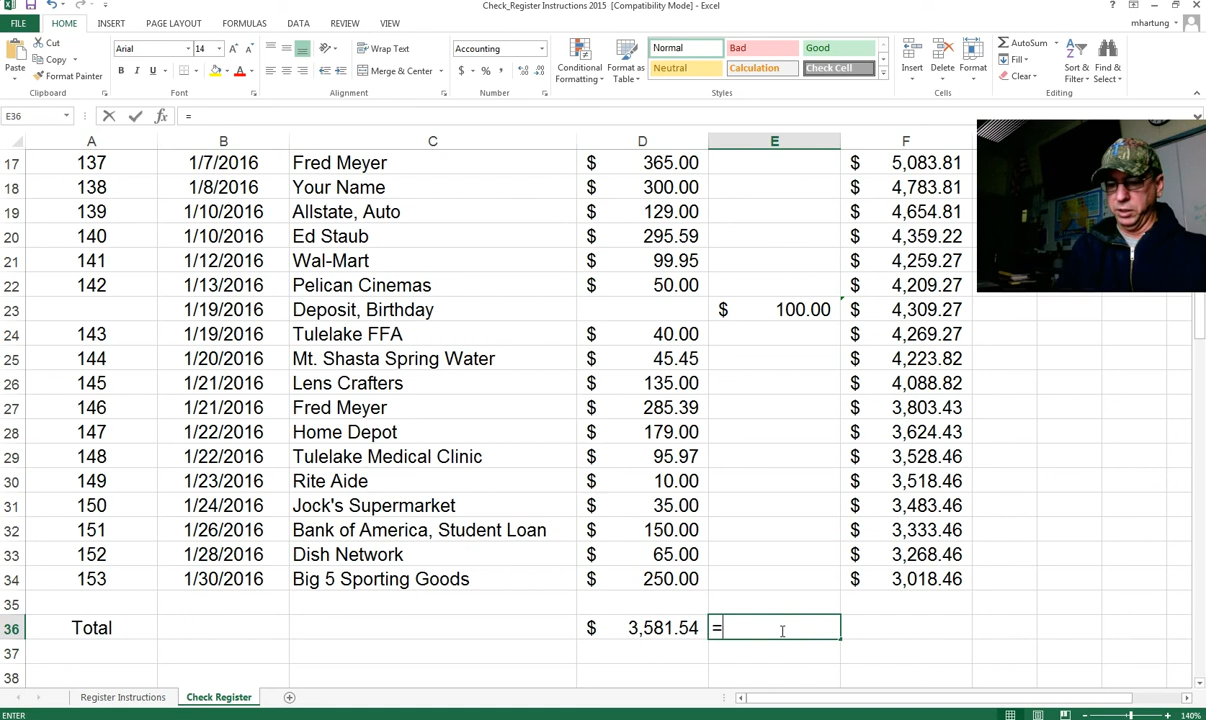 Check_Register Instructions 2015 [Compatibility Mode] - Excel
FILE HOME INSERT PAGE LAYOUT FORMULAS DATA REVIEW VIEW mhartung
Paste Cut Copy Format Painter Clipboard
Arial 14 B I U Font
Wrap Text Merge & Center Alignment
Accounting $ % , Number
Conditional Formatting Format as Table Normal Bad Good Neutral Calculation Check Cell Styles
Insert Delete Format Cells
AutoSum Fill Clear Sort & Filter Find & Select Editing
E36 fx =
A B C D E F
17 137 1/7/2016 Fred Meyer $ 365.00 $ 5,083.81
18 138 1/8/2016 Your Name $ 300.00 $ 4,783.81
19 139 1/10/2016 Allstate, Auto $ 129.00 $ 4,654.81
20 140 1/10/2016 Ed Staub $ 295.59 $ 4,359.22
21 141 1/12/2016 Wal-Mart $ 99.95 $ 4,259.27
22 142 1/13/2016 Pelican Cinemas $ 50.00 $ 4,209.27
23 1/19/2016 Deposit, Birthday $ 100.00 $ 4,309.27
24 143 1/19/2016 Tulelake FFA $ 40.00 $ 4,269.27
25 144 1/20/2016 Mt. Shasta Spring Water $ 45.45 $ 4,223.82
26 145 1/21/2016 Lens Crafters $ 135.00 $ 4,088.82
27 146 1/21/2016 Fred Meyer $ 285.39 $ 3,803.43
28 147 1/22/2016 Home Depot $ 179.00 $ 3,624.43
29 148 1/22/2016 Tulelake Medical Clinic $ 95.97 $ 3,528.46
30 149 1/23/2016 Rite Aide $ 10.00 $ 3,518.46
31 150 1/24/2016 Jock's Supermarket $ 35.00 $ 3,483.46
32 151 1/26/2016 Bank of America, Student Loan $ 150.00 $ 3,333.46
33 152 1/28/2016 Dish Network $ 65.00 $ 3,268.46
34 153 1/30/2016 Big 5 Sporting Goods $ 250.00 $ 3,018.46
35
36 Total $ 3,581.54 =
37
38
Register Instructions Check Register
ENTER 140%